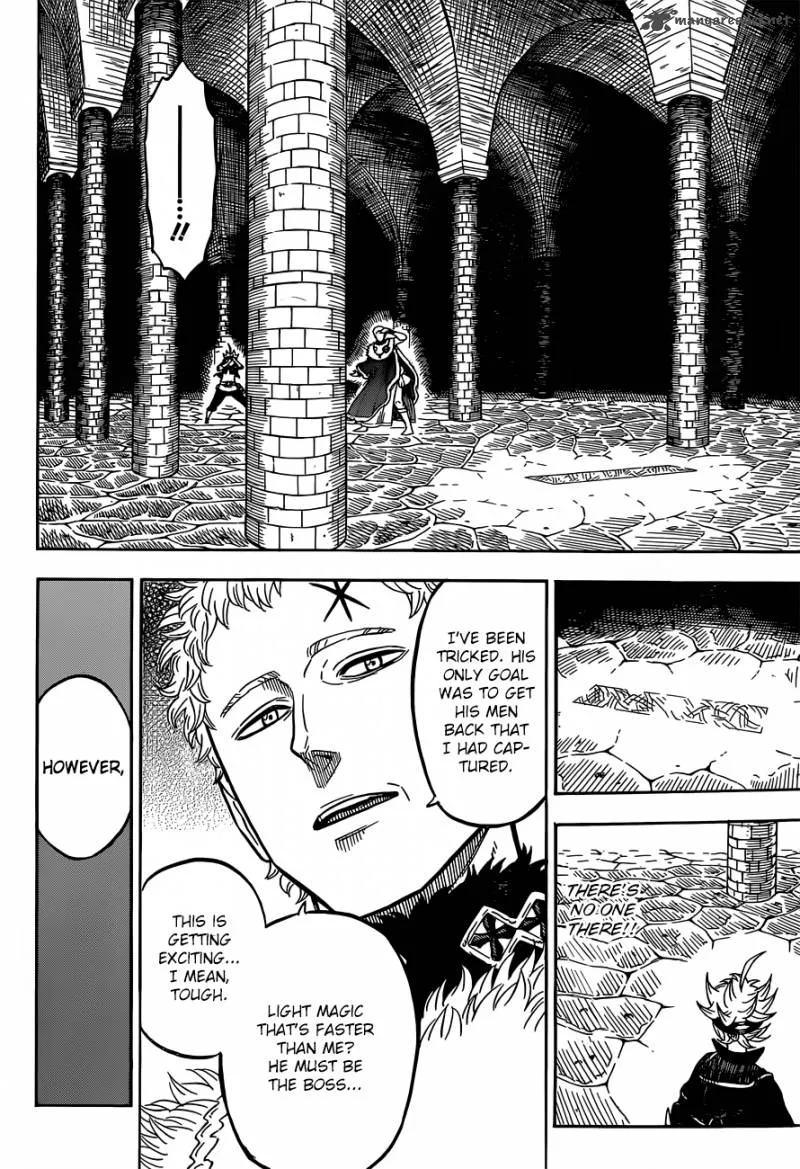 mangareader.net
..!!
THERE'S
NO ONE
THERE!!
I'VE BEEN
TRICKED. HIS
ONLY GOAL
WAS TO GET
HIS MEN
BACK THAT
I HAD CAP-
TURED.
LIGHT MAGIC
THAT'S FASTER
THAN ME?
HE MUST BE
THE BOSS...
THIS IS
GETTING
EXCITING...
I MEAN,
TOUGH.
HOWEVER,